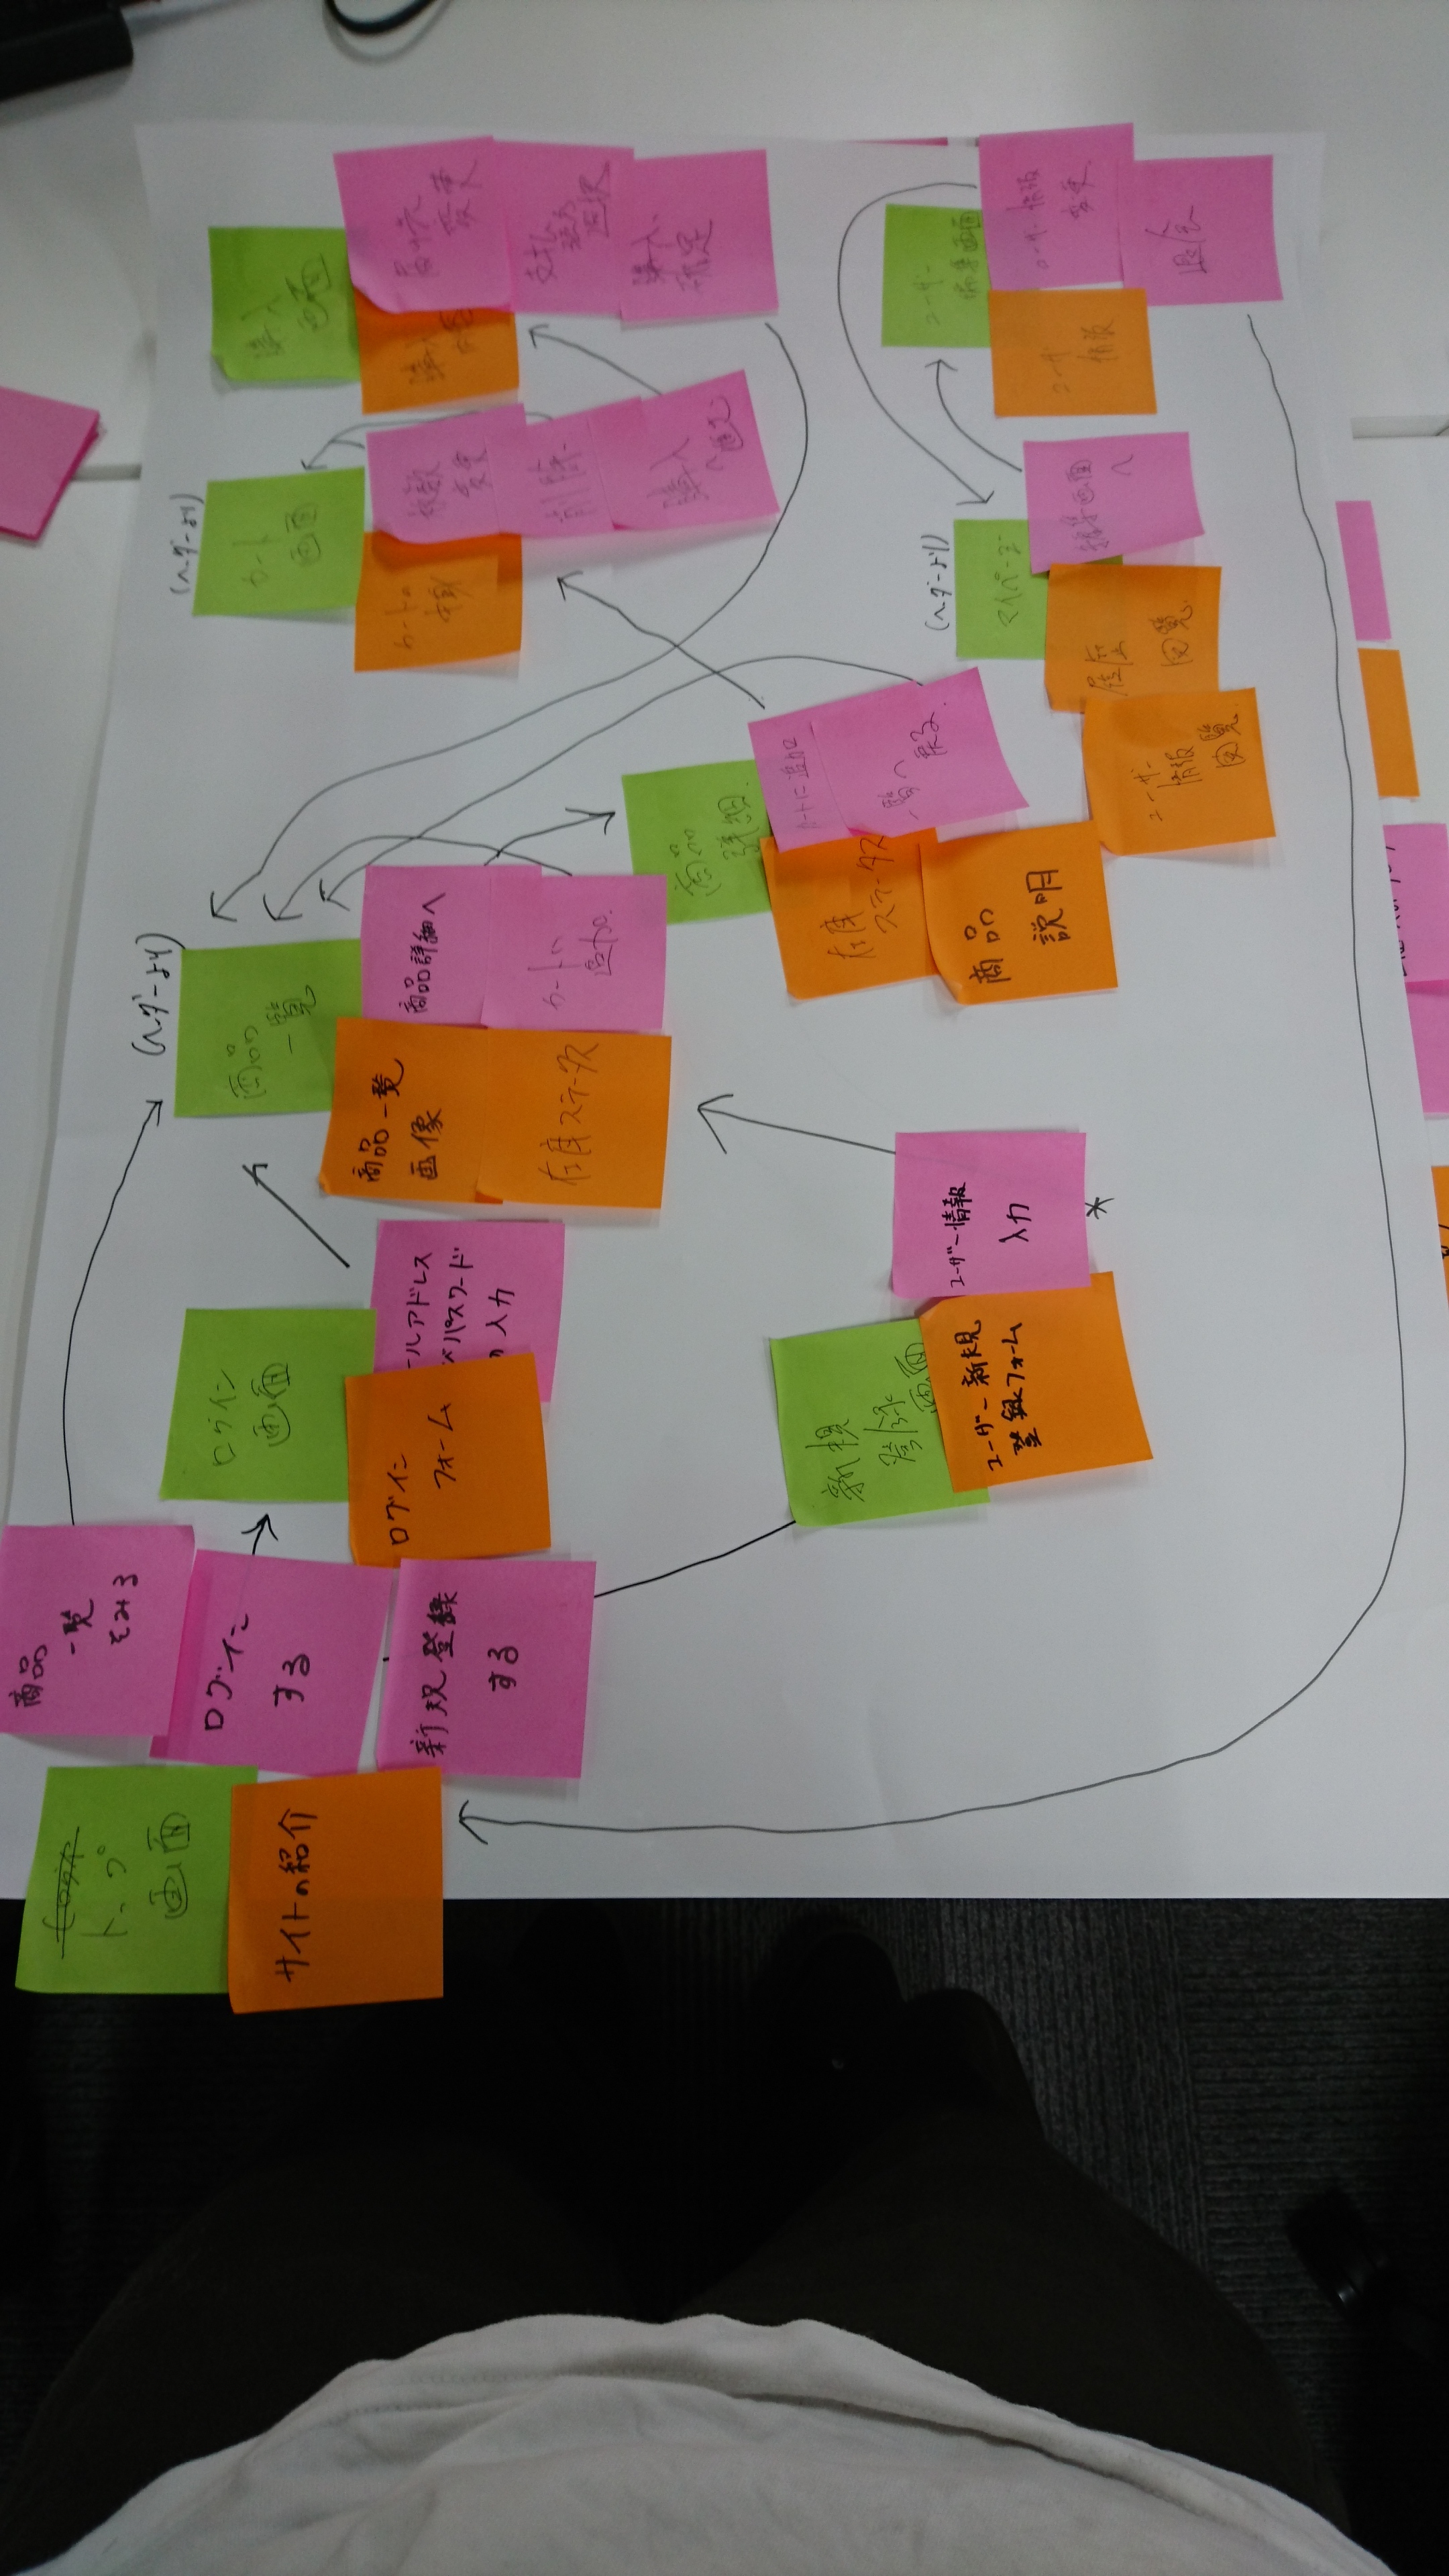 トップ
画面
サイトの紹介
商品
一覧
をみる
ログイン
する
新規登録
する
ログイン
画面
ログイン
フォーム
ールアドレス
パスワード
入力
新規
登録
画面
ユーザー新規
登録フォーム
ユーザー情報
入力
*
(ヘッダーより)
商品
一覧
商品一覧
画像
在庫ステータス
商品詳細へ
カートに
追加
商品
詳細
在庫
ステータス
商品
説明
カートに追加
一覧へ
戻る
(ヘッダーより)
カート
画面
カートの
枚数
変更
削除
購入
へ進む
購入
画面
購入
変更
支払
方法
選択
購入
確定
(ヘッダーより)
マイページ
履歴
閲覧
ユーザー
情報
閲覧
編集画面
へ
ユーザー
編集画面
ユーザ
情報
ユーザー情報
変更
退会